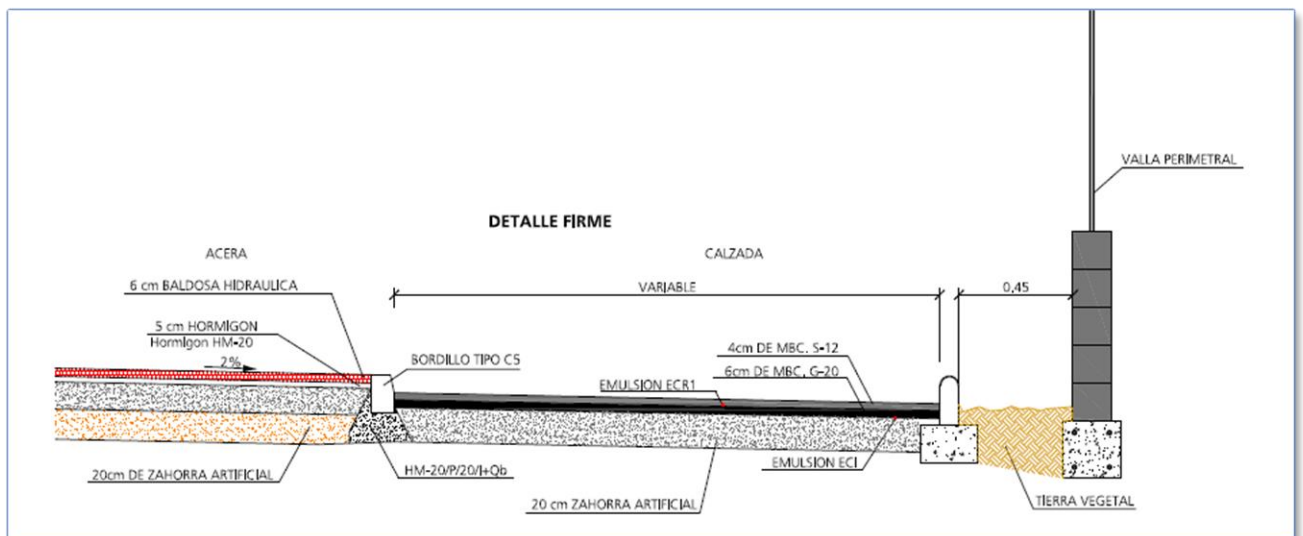 DETALLE FIRME
ACERA
CALZADA
VALLA PERIMETRAL
6 cm BALDOSA HIDRAULICA
VARIABLE
0,45
5 cm HORMIGON
Hormigon HM-20
2%
BORDILLO TIPO C5
4cm DE MBC. S-12
6cm DE MBC. G-20
EMULSION ECR1
20cm DE ZAHORRA ARTIFICIAL
HM-20/P/20/I+Qb
EMULSION ECI
20 cm ZAHORRA ARTIFICIAL
TIERRA VEGETAL